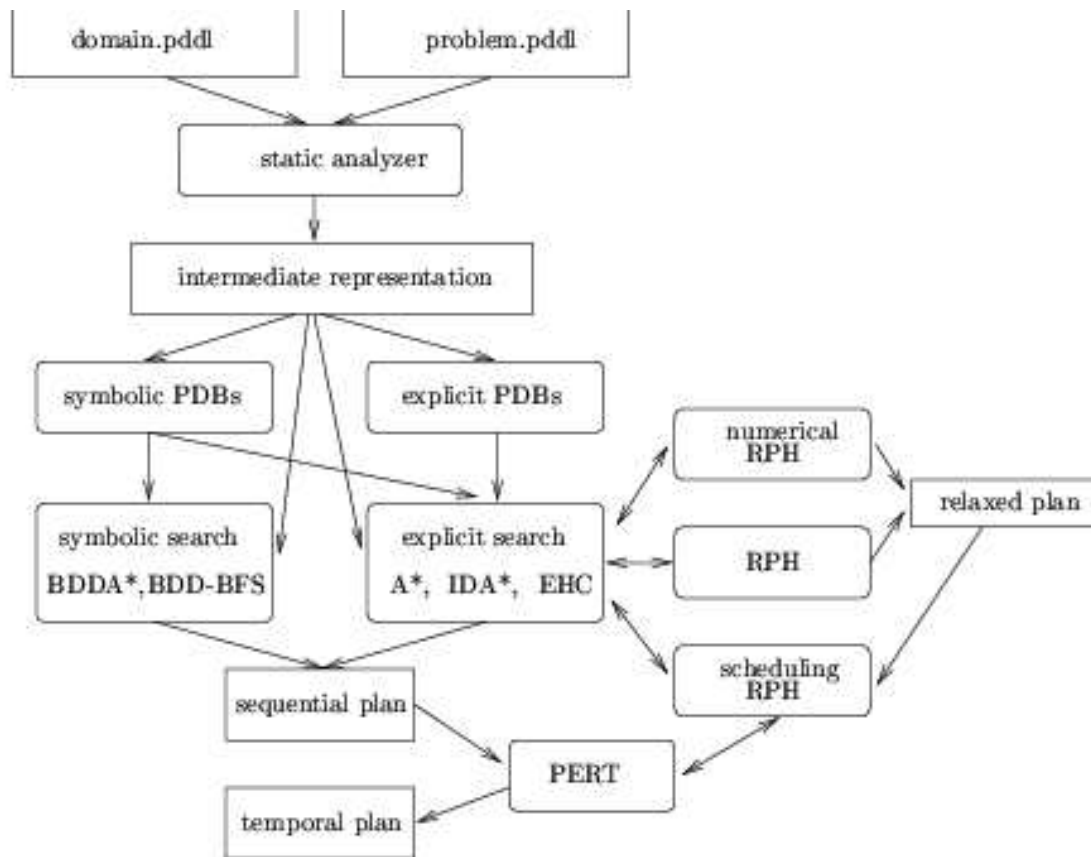 domain.pddl
problem.pddl
static analyzer
intermediate representation
symbolic PDBs
explicit PDBs
numerical
RPH
relaxed plan
symbolic search
BDDA*,BDD-BFS
explicit search
A*, IDA*, EHC
RPH
scheduling
RPH
sequential plan
PERT
temporal plan